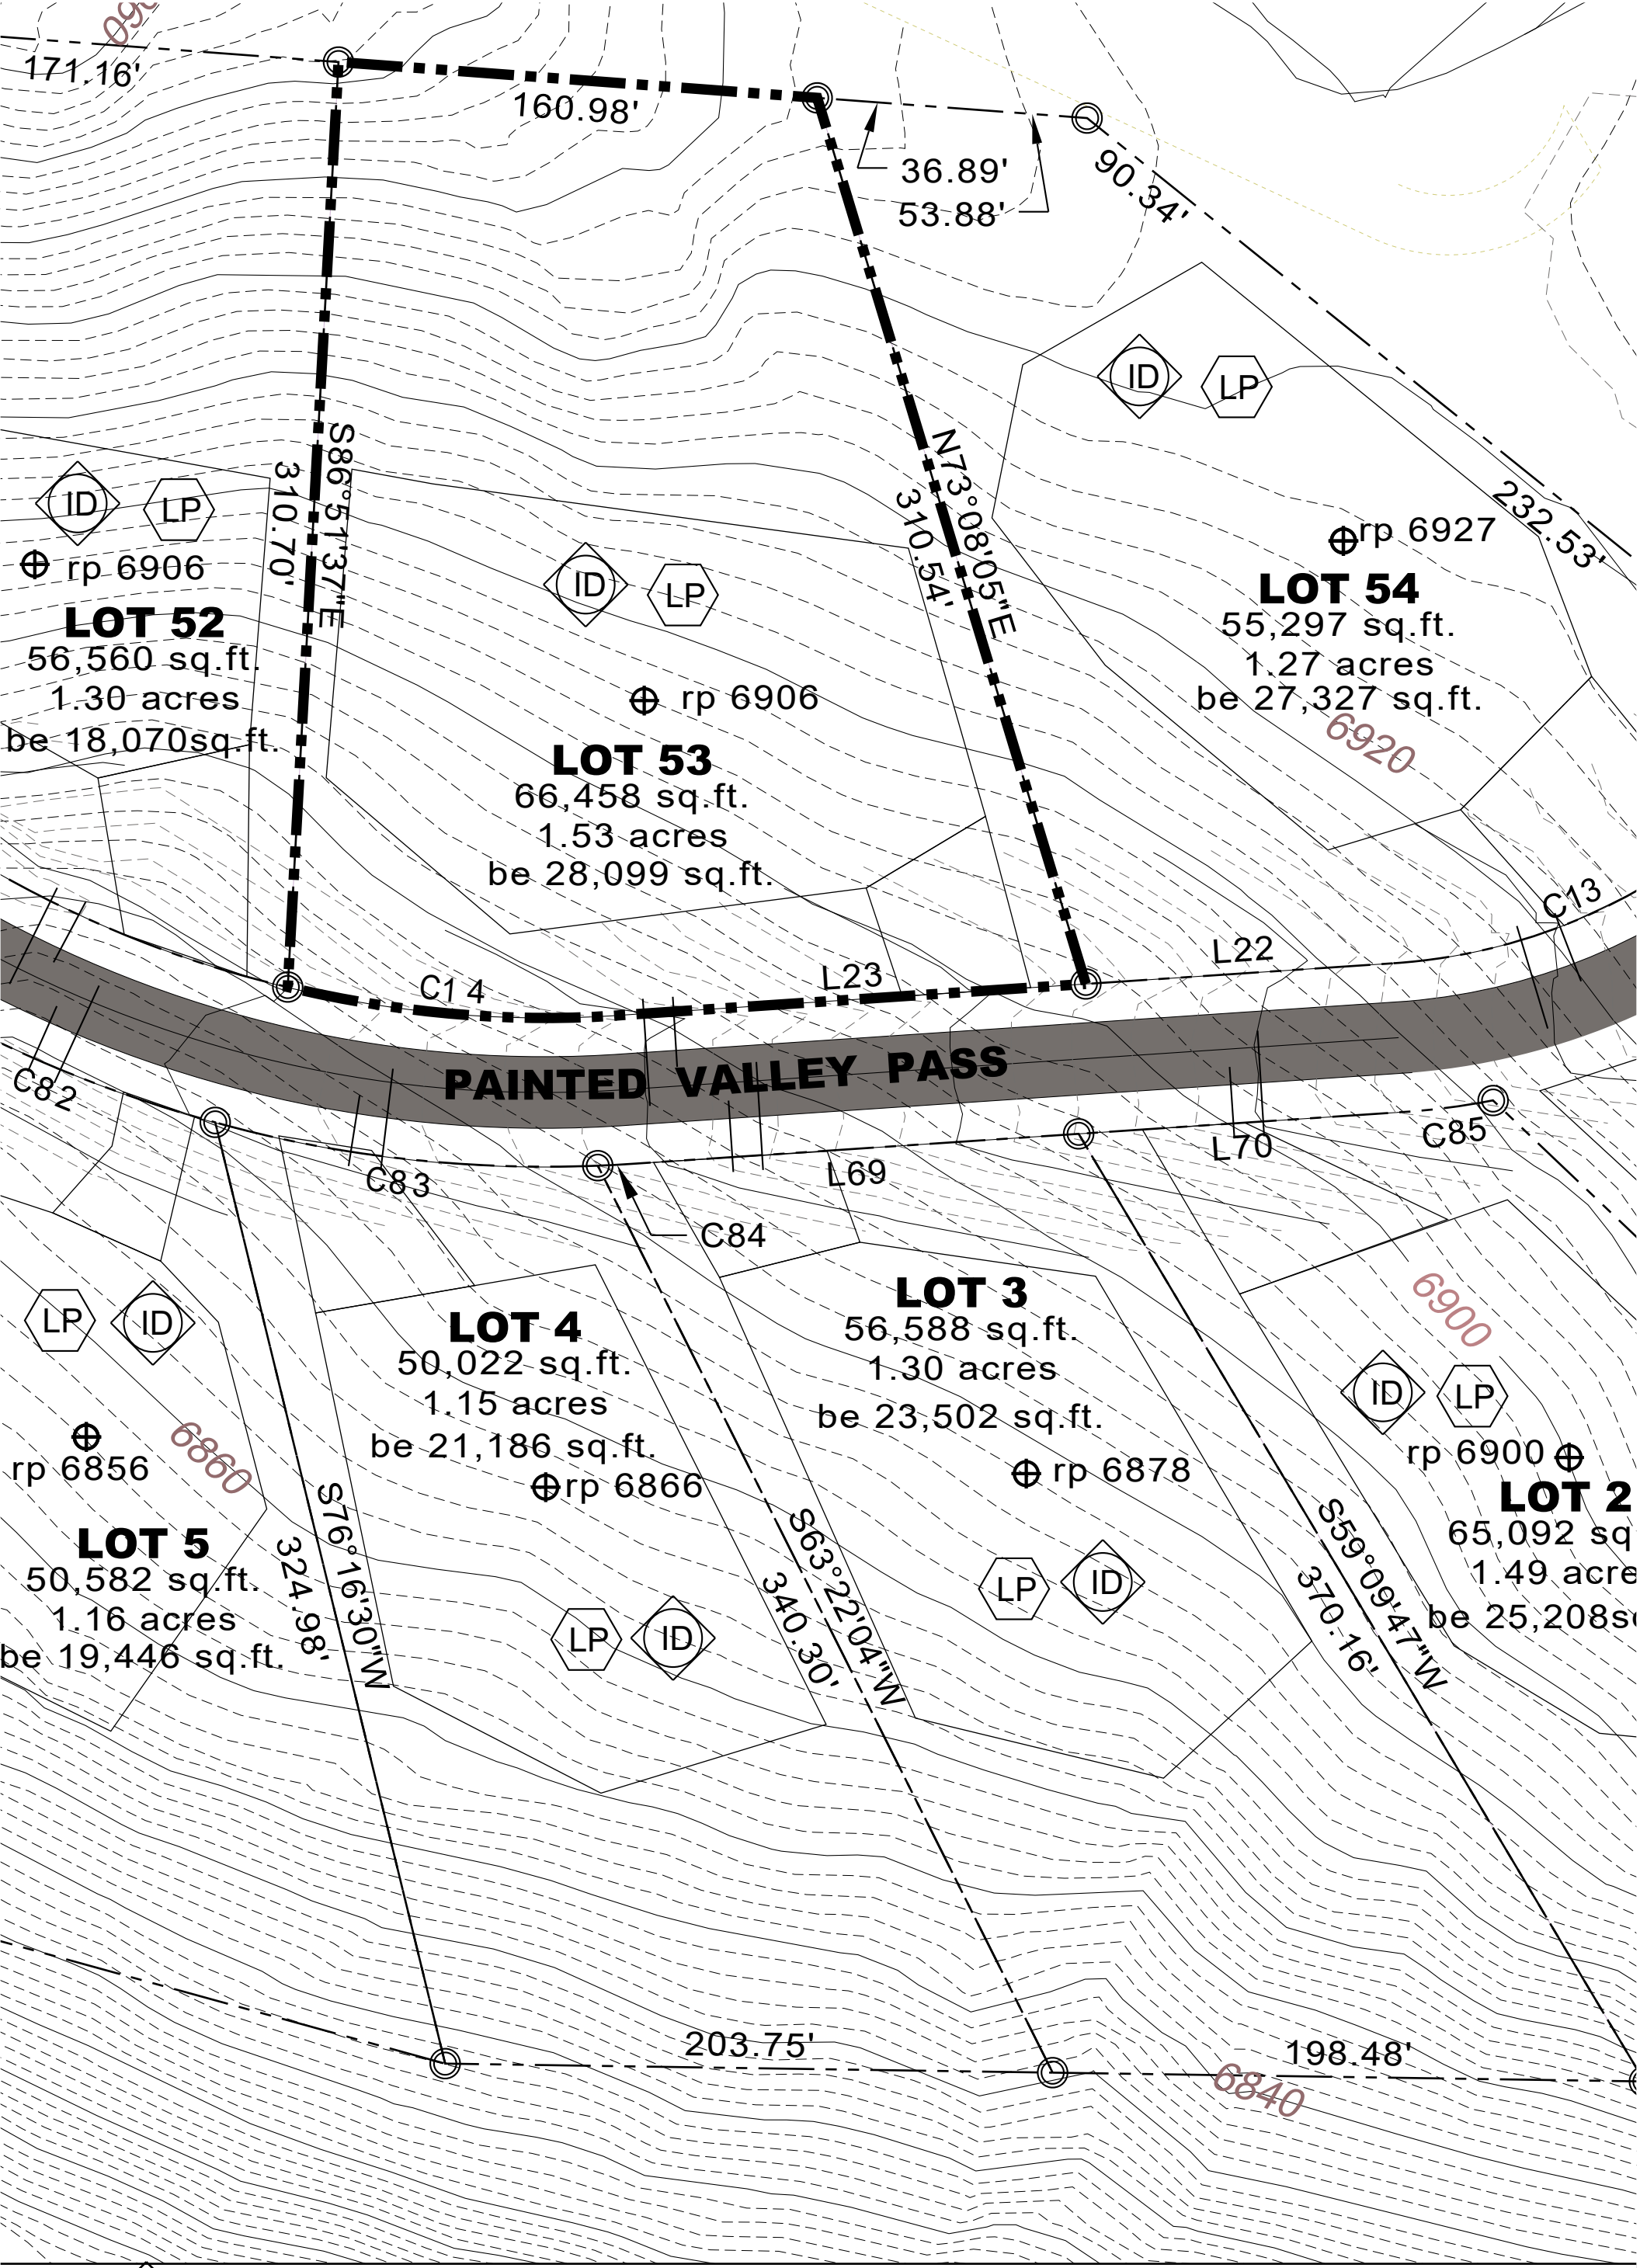 171.16'
160.98'
36.89'
53.88'
90.34'
232.53'
S86°51'37"E
310.70'
N73°08'05"E
310.54'
ID
LP
rp 6906
LOT 52
56,560 sq.ft.
1.30 acres
be 18,070sq.ft.
ID
LP
rp 6906
LOT 53
66,458 sq.ft.
1.53 acres
be 28,099 sq.ft.
ID
LP
rp 6927
LOT 54
55,297 sq.ft.
1.27 acres
be 27,327 sq.ft.
6920
C13
L22
L23
C14
PAINTED VALLEY PASS
C82
C83
L69
L70
C85
C84
LP
ID
rp 6856
6860
LOT 5
50,582 sq.ft.
1.16 acres
be 19,446 sq.ft.
S76°16'30"W
324.98'
LOT 4
50,022 sq.ft.
1.15 acres
be 21,186 sq.ft.
rp 6866
LP
ID
S63°22'04"W
340.30'
LOT 3
56,588 sq.ft.
1.30 acres
be 23,502 sq.ft.
rp 6878
LP
ID
S59°09'47"W
370.16'
6900
ID
LP
rp 6900
LOT 2
65,092 sq
1.49 acre
be 25,208s
203.75'
198.48'
6840